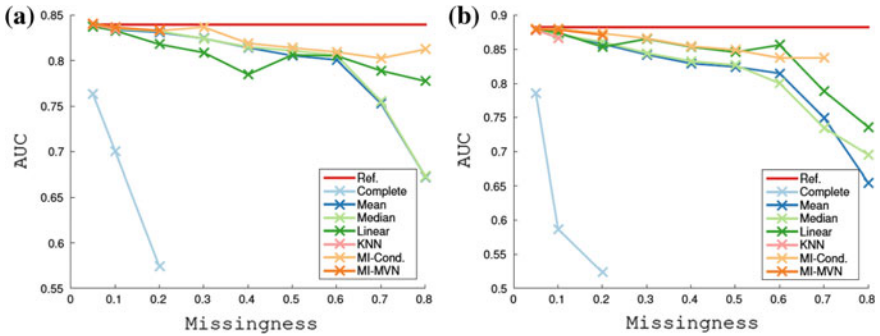 (a)
0.85
0.8
0.75
0.7
0.65
0.6
0.55
AUC
0 0.1 0.2 0.3 0.4 0.5 0.6 0.7 0.8
Missingness
Ref.
Complete
Mean
Median
Linear
KNN
MI-Cond.
MI-MVN
(b)
0.9
0.85
0.8
0.75
0.7
0.65
0.6
0.55
0.5
AUC
0 0.1 0.2 0.3 0.4 0.5 0.6 0.7 0.8
Missingness
Ref.
Complete
Mean
Median
Linear
KNN
MI-Cond.
MI-MVN